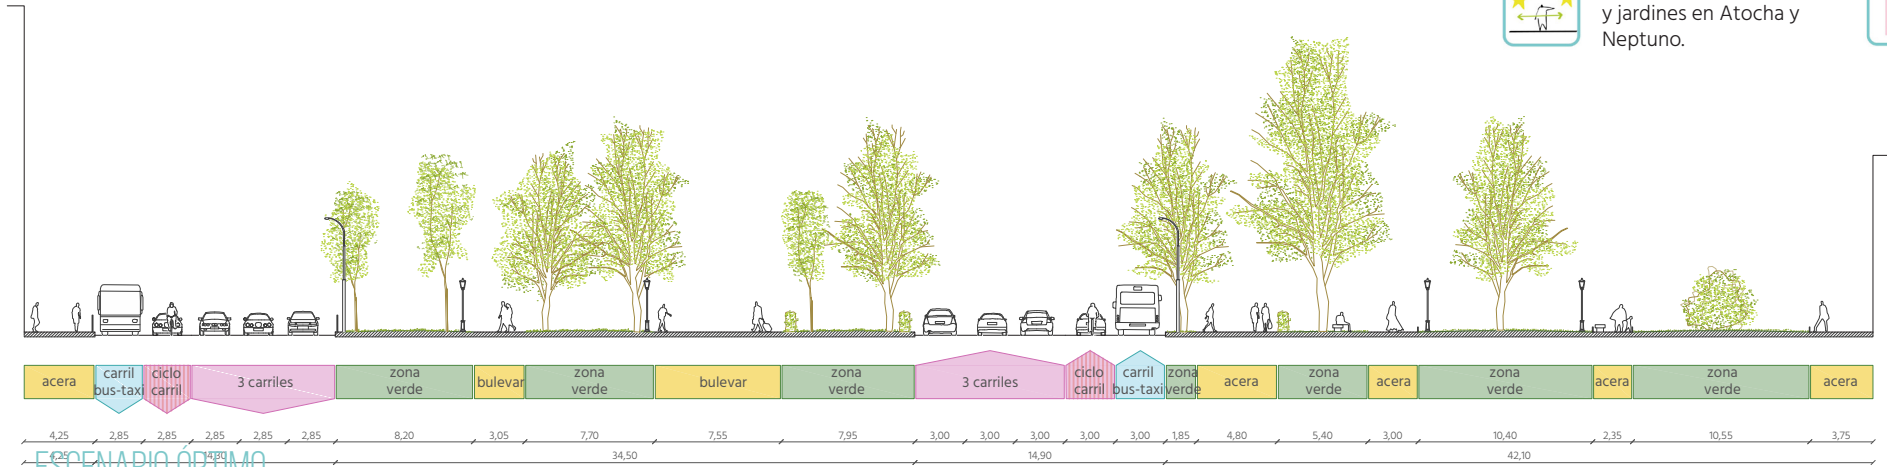 y jardines en Atocha y
Neptuno.
acera
carril
bus-taxi
ciclo
carril
3 carriles
zona
verde
bulevar
zona
verde
bulevar
zona
verde
3 carriles
ciclo
carril
carril
bus-taxi
zona
verde
acera
zona
verde
acera
zona
verde
acera
zona
verde
acera
4,25 2,85 2,85 2,85 2,85 2,85 8,20 3,05 7,70 7,55 7,95 3,00 3,00 3,00 3,00 3,00 1,85 4,80 5,40 3,00 10,40 2,35 10,55 3,75
4,25 14,30 34,50 14,90 42,10
ESCENARIO ÓPTIMO